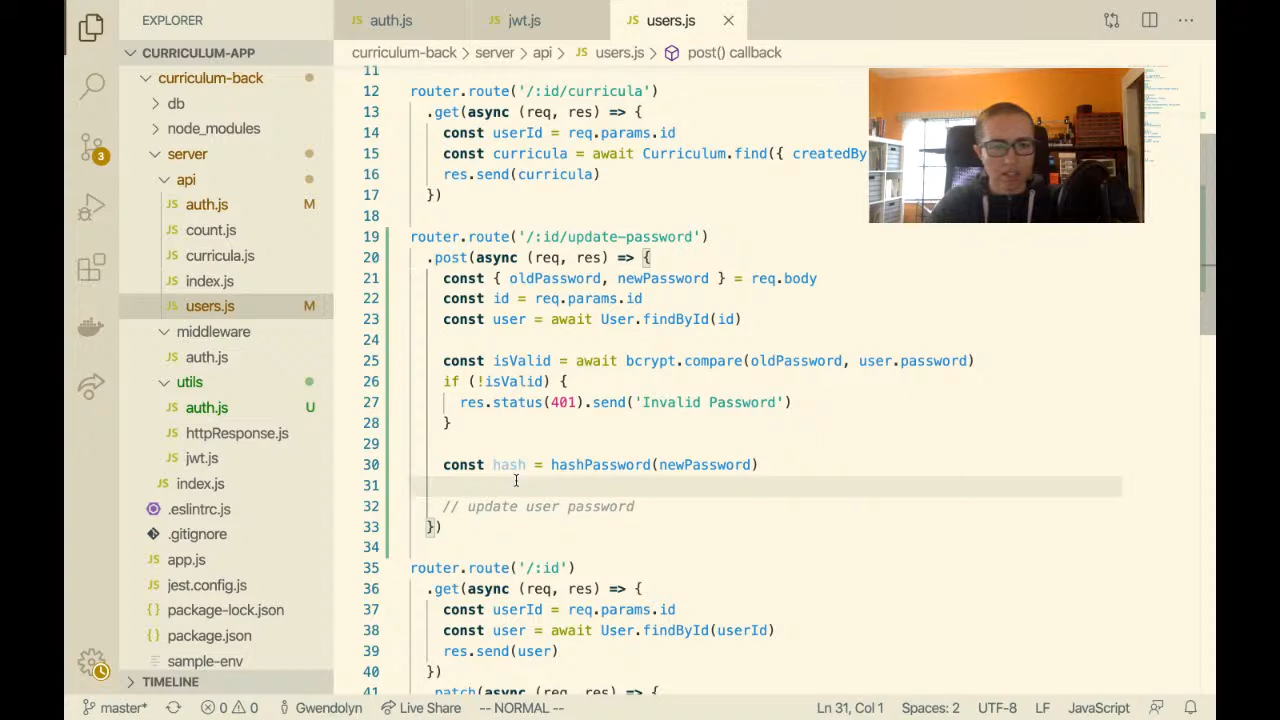 EXPLORER
CURRICULUM-APP
curriculum-back
db
node_modules
server
api
JS auth.js M
JS count.js
JS curricula.js
JS index.js
JS users.js M
middleware
JS auth.js
utils
JS auth.js U
JS httpResponse.js
JS jwt.js
JS index.js
.eslintrc.js
.gitignore
JS app.js
JS jest.config.js
{} package-lock.json
{} package.json
sample-env
TIMELINE
3
JS auth.js
JS jwt.js
JS users.js
curriculum-back > server > api > JS users.js > post() callback
11
12 router.route('/:id/curricula')
13 .get(async (req, res) => {
14 const userId = req.params.id
15 const curricula = await Curriculum.find({ createdBy
16 res.send(curricula)
17 })
18
19 router.route('/:id/update-password')
20 .post(async (req, res) => {
21 const { oldPassword, newPassword } = req.body
22 const id = req.params.id
23 const user = await User.findById(id)
24
25 const isValid = await bcrypt.compare(oldPassword, user.password)
26 if (!isValid) {
27 res.status(401).send('Invalid Password')
28 }
29
30 const hash = hashPassword(newPassword)
31
32 // update user password
33 })
34
35 router.route('/:id')
36 .get(async (req, res) => {
37 const userId = req.params.id
38 const user = await User.findById(userId)
39 res.send(user)
40 })
41 .patch(async (req, res) => {
master* 0 0 Gwendolyn Live Share -- NORMAL -- Ln 31, Col 1 Spaces: 2 UTF-8 LF JavaScript